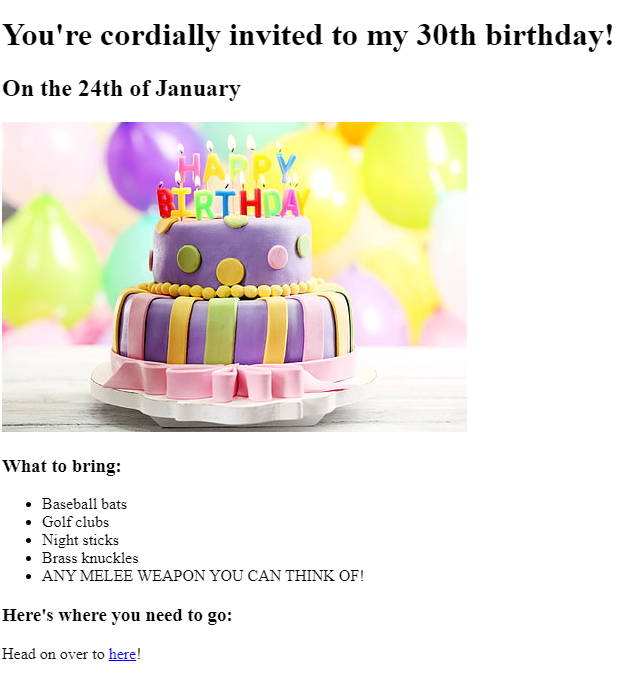 You're cordially invited to my 30th birthday!
On the 24th of January
HAPPY
BIRTHDAY
What to bring:
Baseball bats
Golf clubs
Night sticks
Brass knuckles
ANY MELEE WEAPON YOU CAN THINK OF!
Here's where you need to go:
Head on over to here!